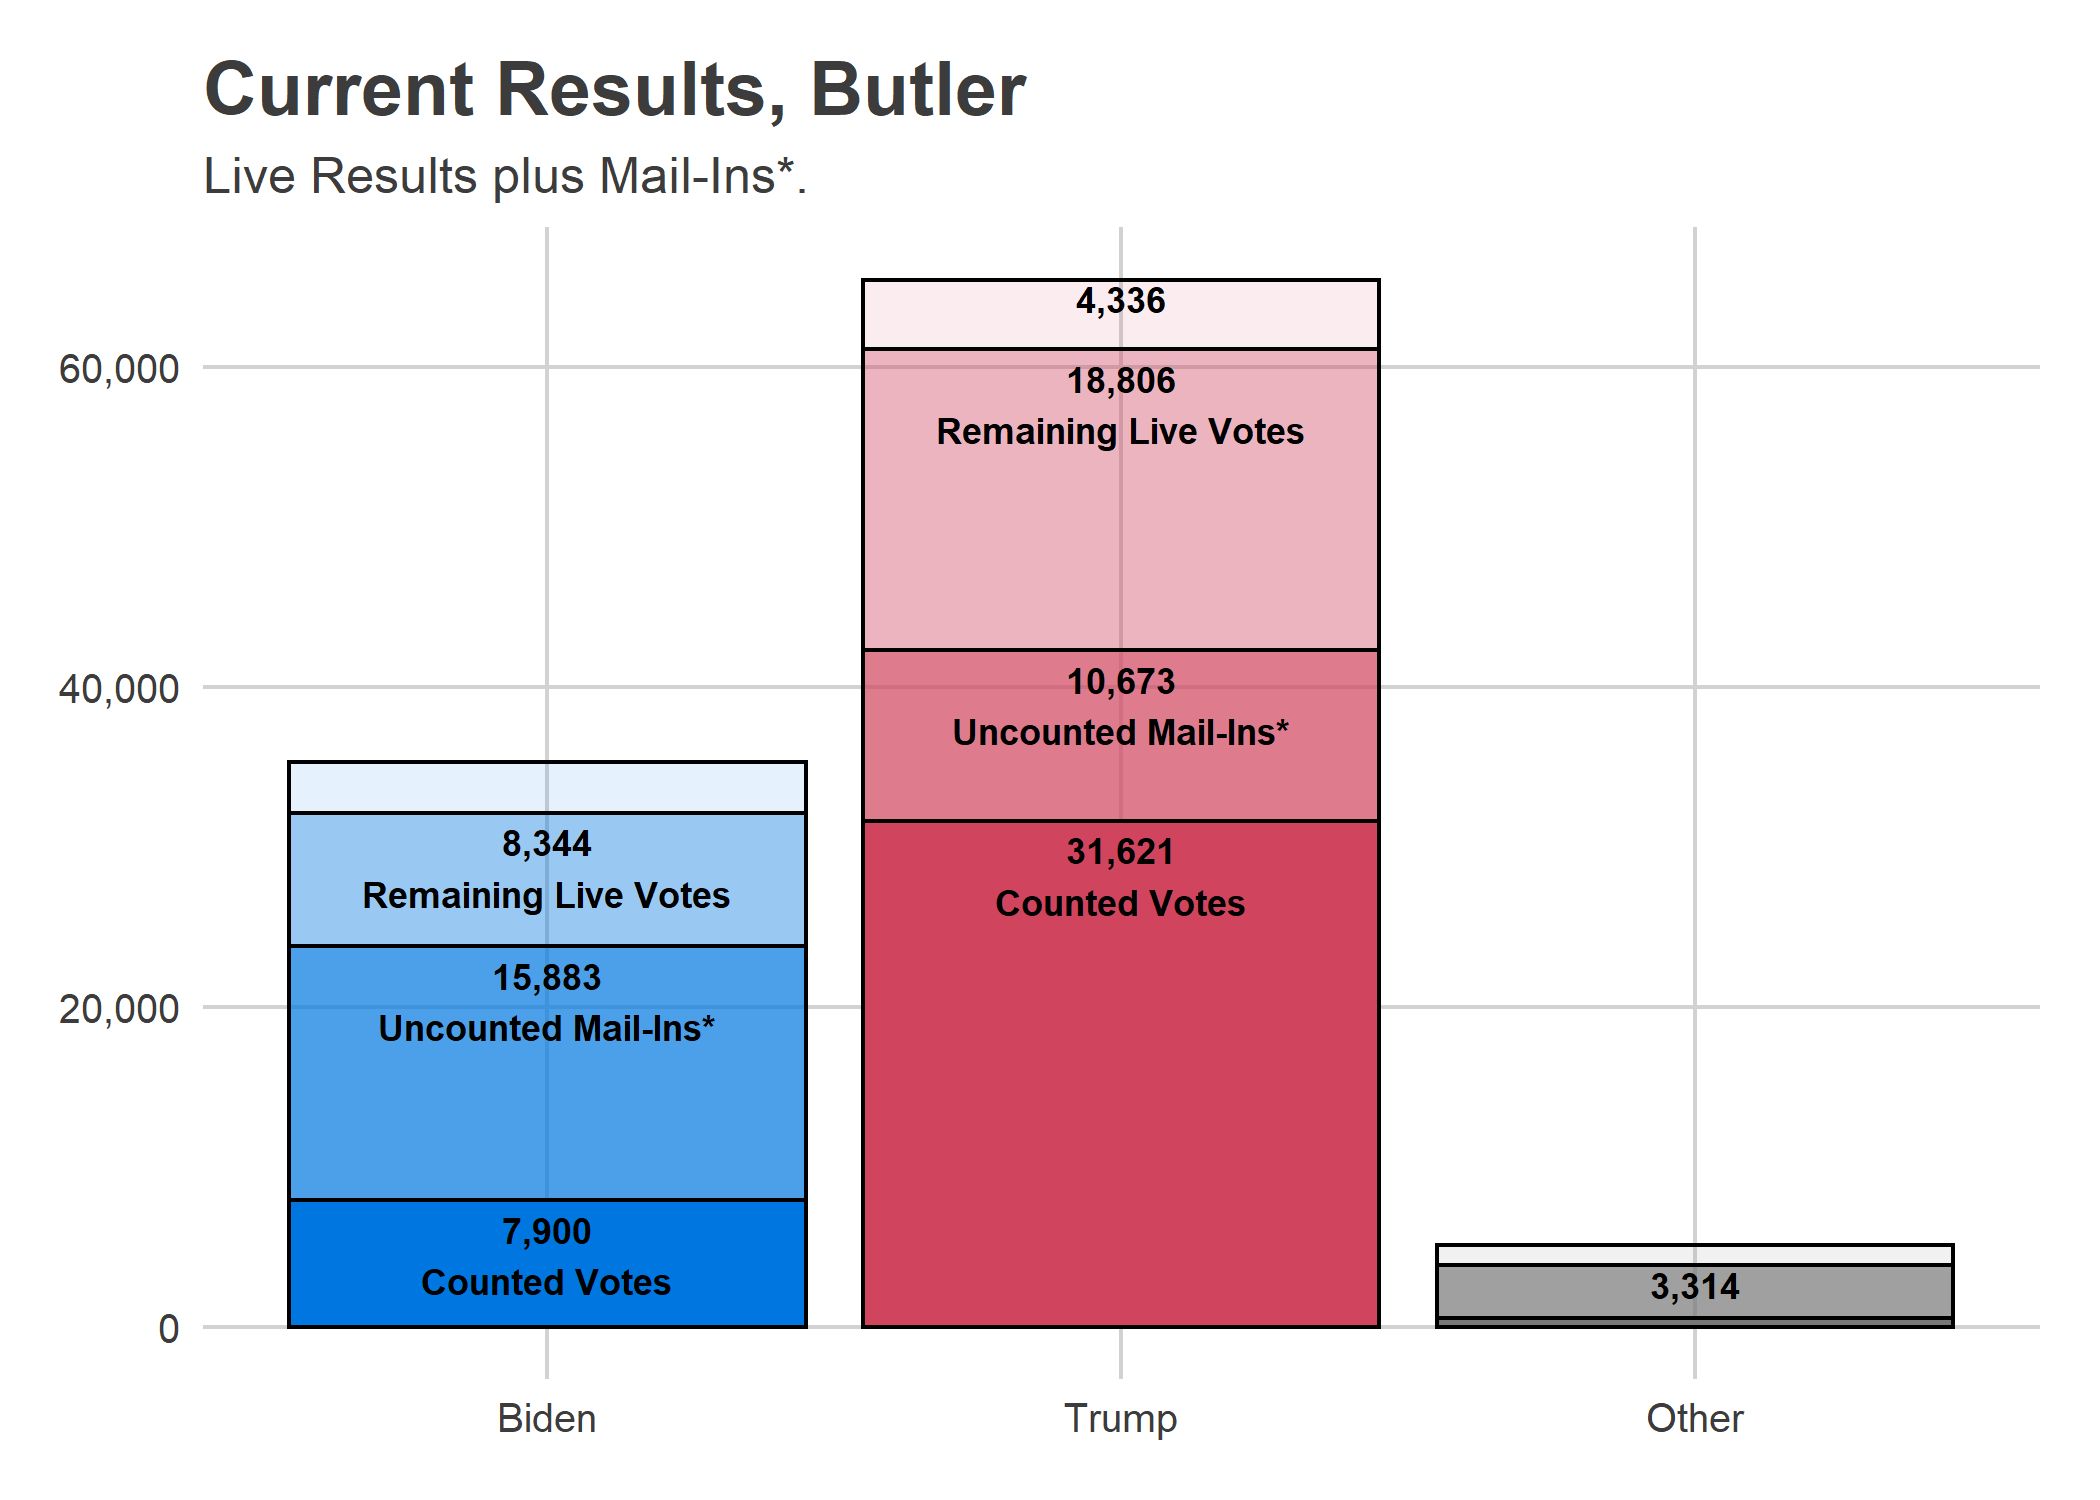 Current Results, Butler
Live Results plus Mail-Ins*.
60,000
40,000
20,000
0
8,344
Remaining Live Votes
15,883
Uncounted Mail-Ins*
7,900
Counted Votes
4,336
18,806
Remaining Live Votes
10,673
Uncounted Mail-Ins*
31,621
Counted Votes
3,314
Biden
Trump
Other